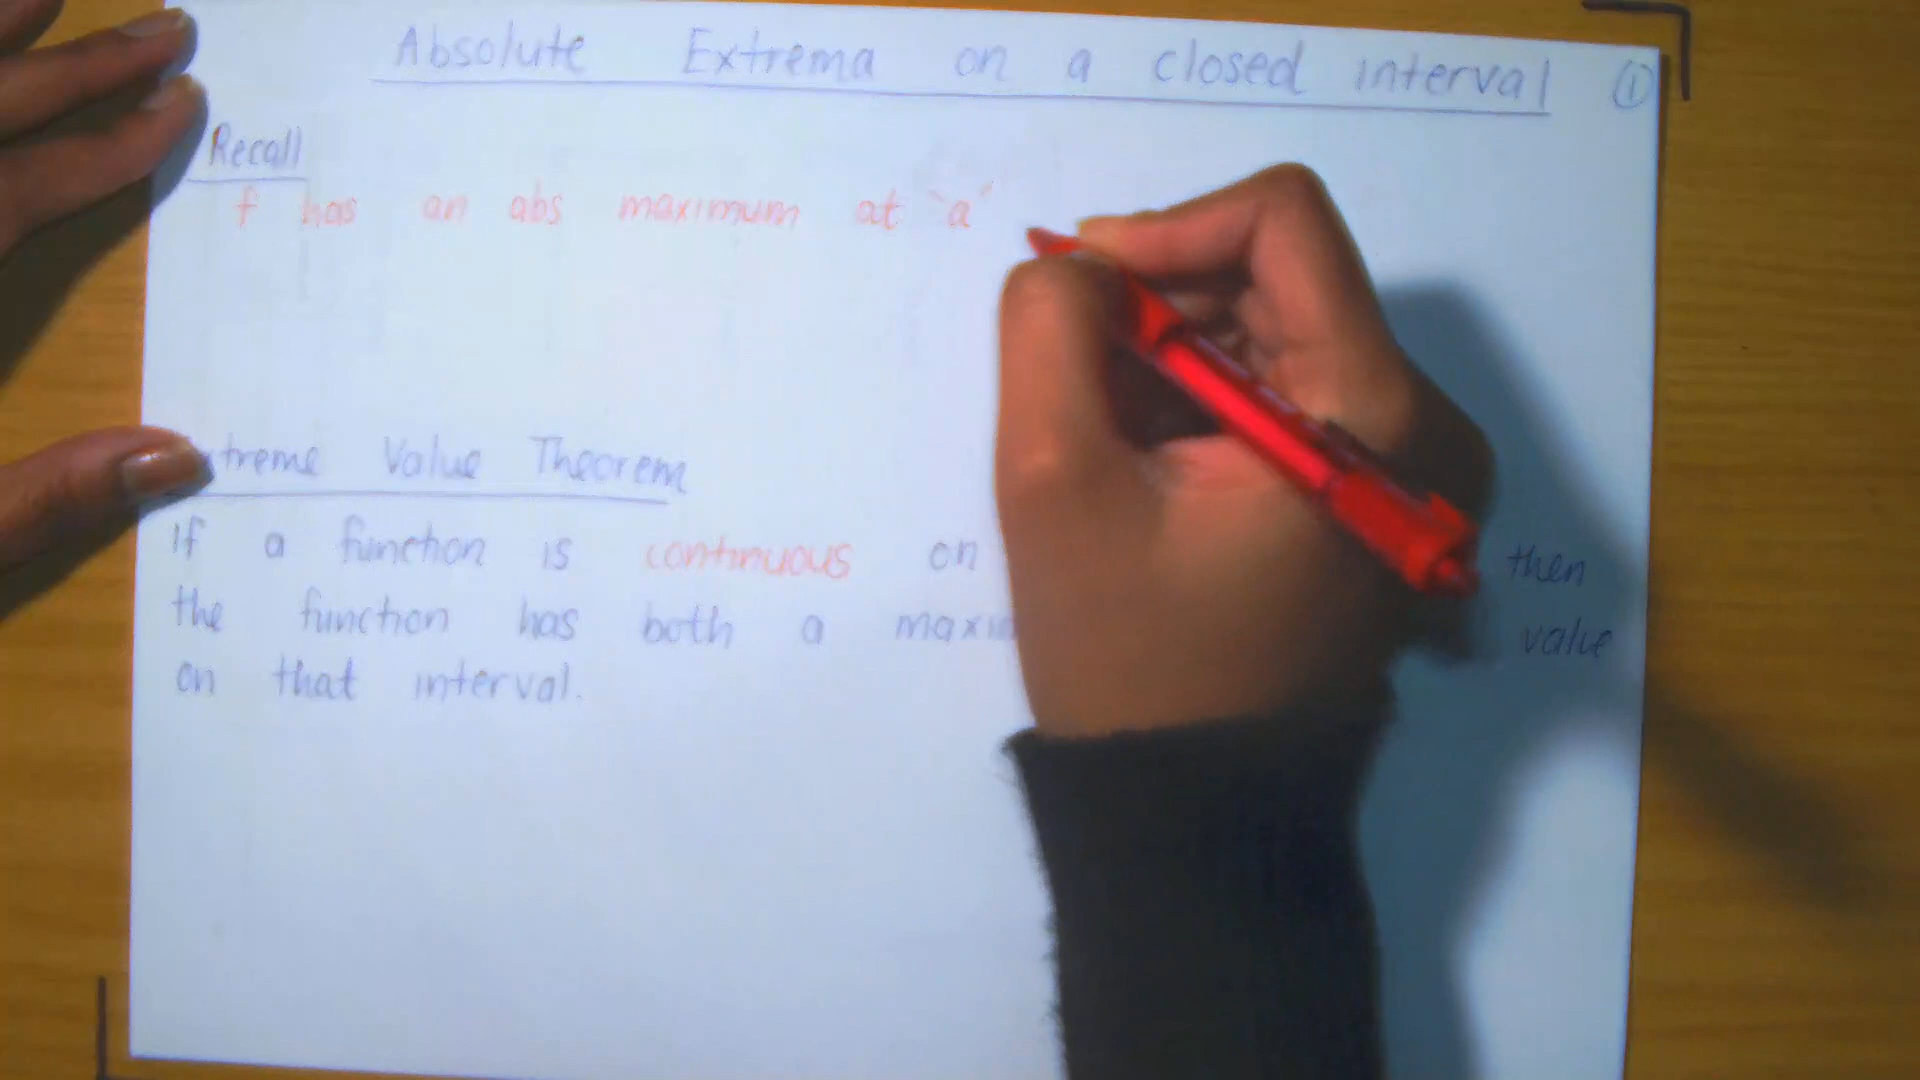 Absolute Extrema on a closed interval ①
Recall
f has an abs maximum at `a'
treme Value Theorem
If a function is continuous on then
the function has both a maxi value
on that interval.